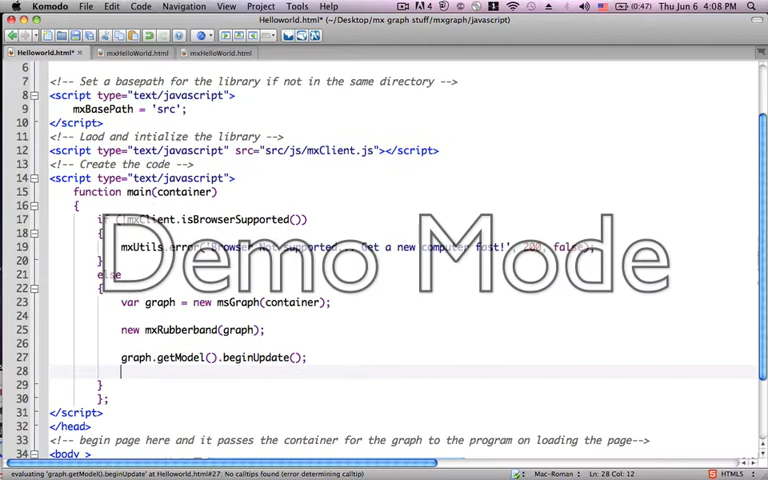 Komodo File Edit Code Navigation View Project Tools Help 4 (0:47) Thu Jun 6 4:08 PM
Helloworld.html* (~/Desktop/mx graph stuff/mxgraph/javascript)
Helloworld.html* mxHelloWorld.html mxHelloWorld.html
6
7 <!-- Set a basepath for the library if not in the same directory -->
8 <script type="text/javascript">
9 mxBasePath = 'src';
10 </script>
11 <!-- Laod and intialize the library -->
12 <script type="text/javascript" src="src/js/mxClient.js"></script>
13 <!-- Create the code -->
14 <script type="text/javascript">
15 function main(container)
16 {
17 if (!mxClient.isBrowserSupported())
18 {
19 mxUtils.error('Browser Not supported... Get a new computer fast!', 200, false);
20 }
21 else
22 {
23 var graph = new msGraph(container);
24
25 new mxRubberband(graph);
26
27 graph.getModel().beginUpdate();
28
29 }
30 };
31 </script>
32 </head>
33 <!-- begin page here and it passes the container for the graph to the program on loading the page-->
34 <body >
Demo Mode
evaluating 'graph.getModel().beginUpdate' at Helloworld.html#27: No calltips found (error determining calltip) Mac-Roman Ln: 28 Col: 12 HTML5